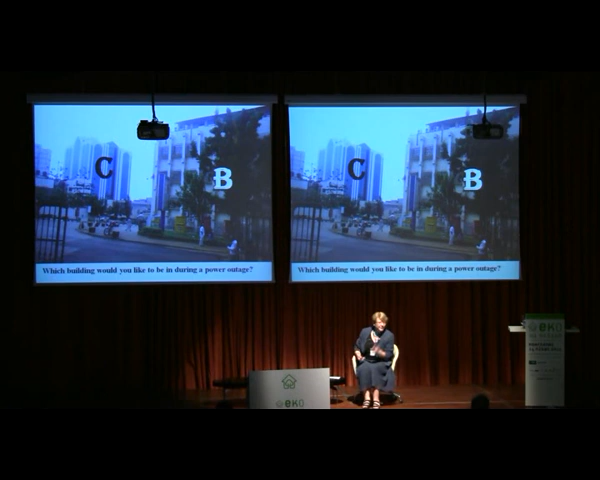 C
B
Which building would you like to be in during a power outage?
C
B
Which building would you like to be in during a power outage?
eko
eko